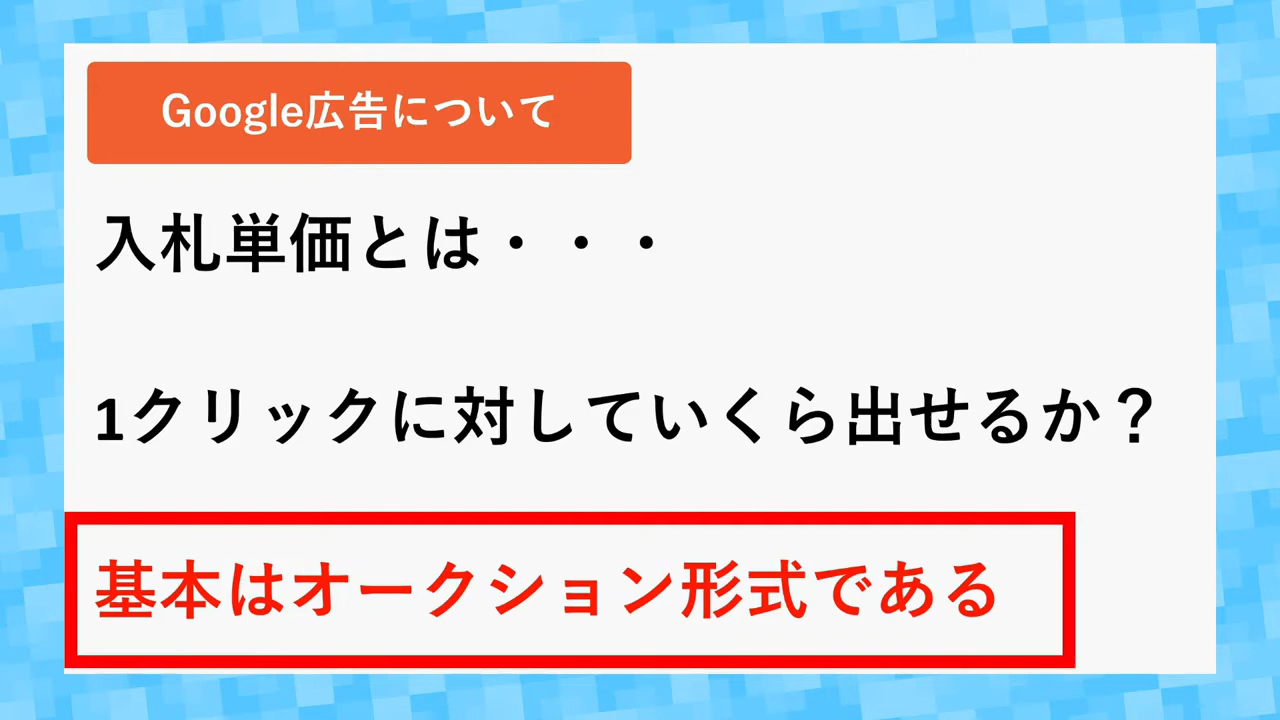 Google広告について
入札単価とは・・・
1クリックに対していくら出せるか？
基本はオークション形式である